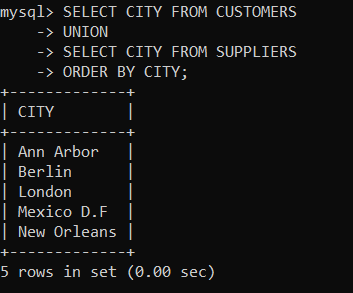 mysql> SELECT CITY FROM CUSTOMERS
    -> UNION
    -> SELECT CITY FROM SUPPLIERS
    -> ORDER BY CITY;
+-------------+
| CITY        |
+-------------+
| Ann Arbor   |
| Berlin      |
| London      |
| Mexico D.F  |
| New Orleans |
+-------------+
5 rows in set (0.00 sec)